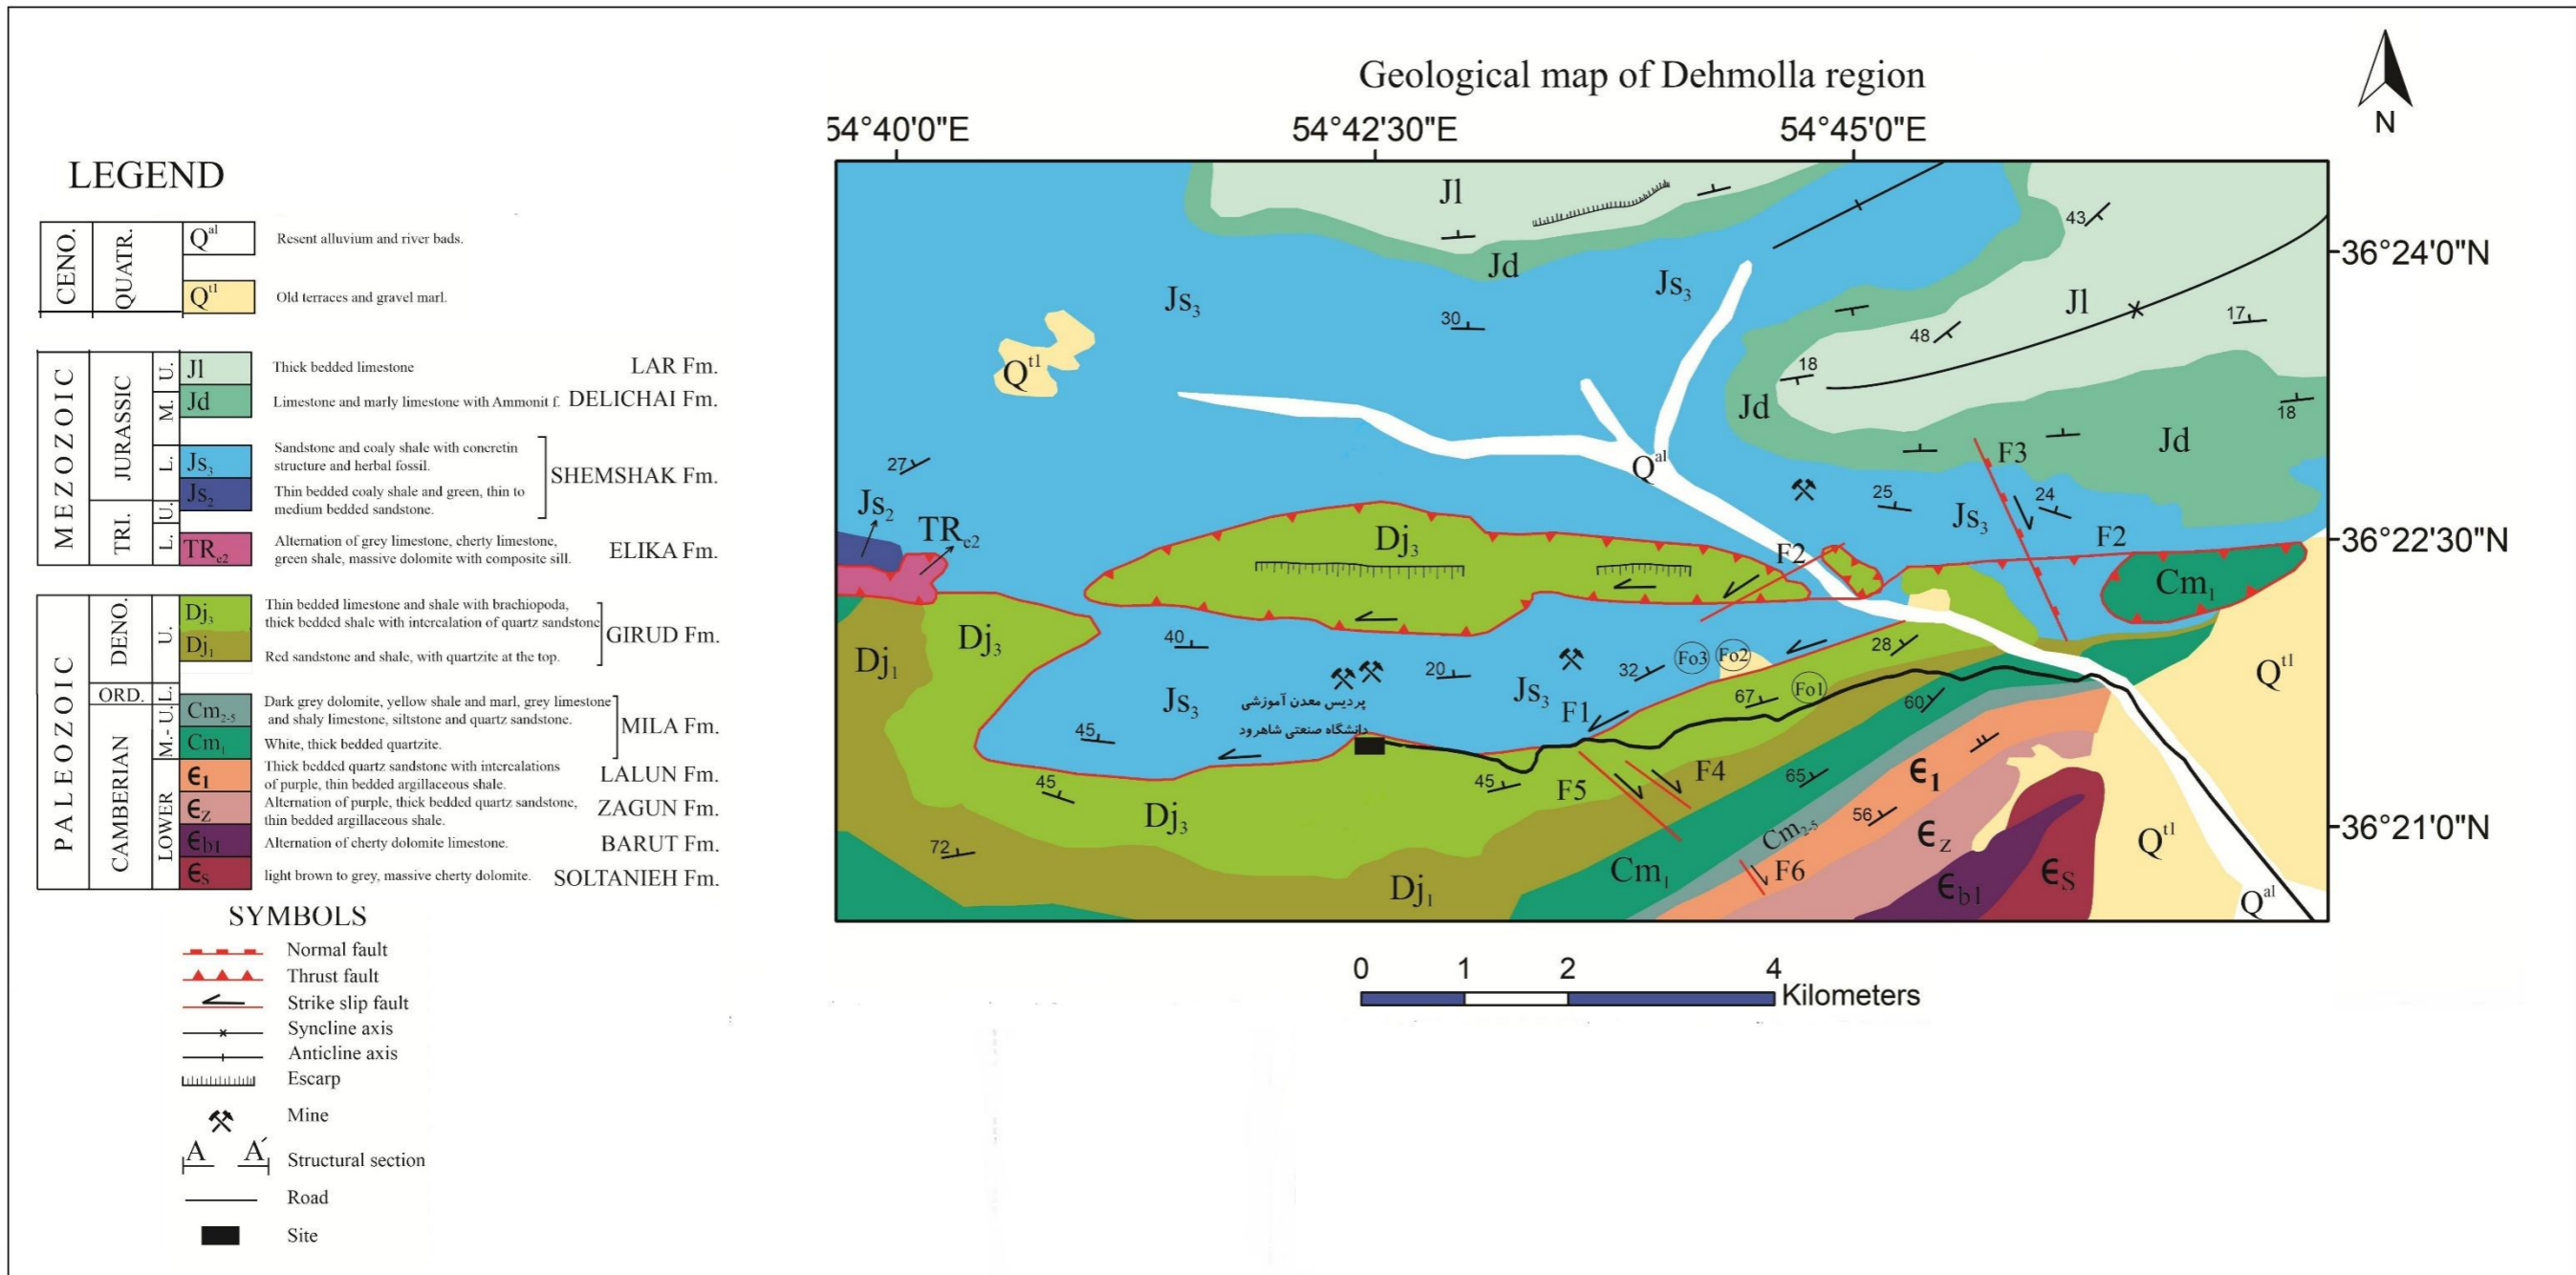 Geological map of Dehmolla region
N
54°40'0"E
54°42'30"E
54°45'0"E
36°24'0"N
36°22'30"N
36°21'0"N
LEGEND
CENO.
QUATR.
Qal
Resent alluvium and river bads.
Qt1
Old terraces and gravel marl.
MEZOZOIC
JURASSIC
U.
Jl
Thick bedded limestone
LAR Fm.
M.
Jd
Limestone and marly limestone with Ammonit f.
DELICHAI Fm.
L.
Js3
Sandstone and coaly shale with concretin
structure and herbal fossil.
SHEMSHAK Fm.
Js2
Thin bedded coaly shale and green, thin to
medium bedded sandstone.
TRI.
U.
L.
TRe2
Alternation of grey limestone, cherty limestone,
green shale, massive dolomite with composite sill.
ELIKA Fm.
PALEOZOIC
DENO.
U.
Dj3
Thin bedded limestone and shale with brachiopoda,
thick bedded shale with intercalation of quartz sandstone
GIRUD Fm.
Dj1
Red sandstone and shale, with quartzite at the top.
ORD.
L.
Cm2-5
Dark grey dolomite, yellow shale and marl, grey limestone
and shaly limestone, siltstone and quartz sandstone.
MILA Fm.
CAMBERIAN
M.- U.
Cm1
White, thick bedded quartzite.
LOWER
Є1
Thick bedded quartz sandstone with intercalations
of purple, thin bedded argillaceous shale.
LALUN Fm.
Єz
Alternation of purple, thick bedded quartz sandstone,
thin bedded argillaceous shale.
ZAGUN Fm.
Єb1
Alternation of cherty dolomite limestone.
BARUT Fm.
Єs
light brown to grey, massive cherty dolomite.
SOLTANIEH Fm.
SYMBOLS
Normal fault
Thrust fault
Strike slip fault
Syncline axis
Anticline axis
Escarp
Mine
A A´
Structural section
Road
Site
Jl
Jd
Js3
Js3
43
Jl
17
30
Qt1
48
18
Jd
18
Jd
27
Qal
F3
Js2
25
24
Js3
TRe2
Dj3
F2
F2
Cm1
Dj1
Dj3
40
20
32
Fo3
Fo2
28
Qt1
Js3
Js3
67
Fo1
60
پردیس معدن آموزشی
دانشگاه صنعتی شاهرود
F1
45
45
45
F5
F4
65
Є1
Dj3
56
Cm2-5
72
Єz
Qt1
Cm1
F6
Dj1
Єb1
ЄS
Qal
0
1
2
4
Kilometers